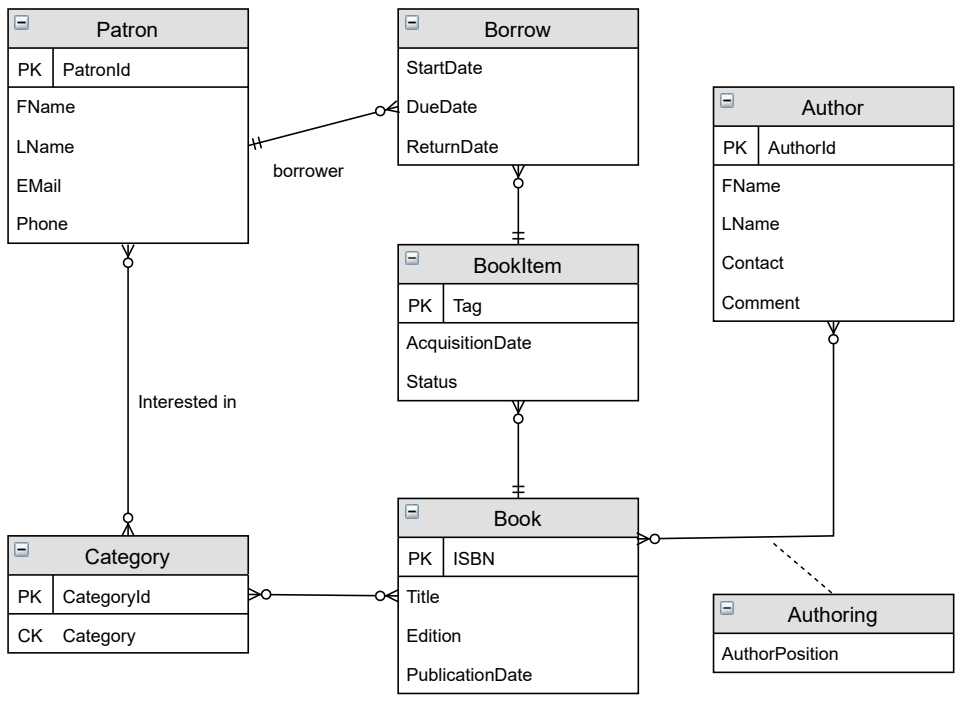 Patron
PK PatronId
FName
LName
EMail
Phone
borrower
Borrow
StartDate
DueDate
ReturnDate
Author
PK AuthorId
FName
LName
Contact
Comment
BookItem
PK Tag
AcquisitionDate
Status
Interested in
Category
PK CategoryId
CK Category
Book
PK ISBN
Title
Edition
PublicationDate
Authoring
AuthorPosition